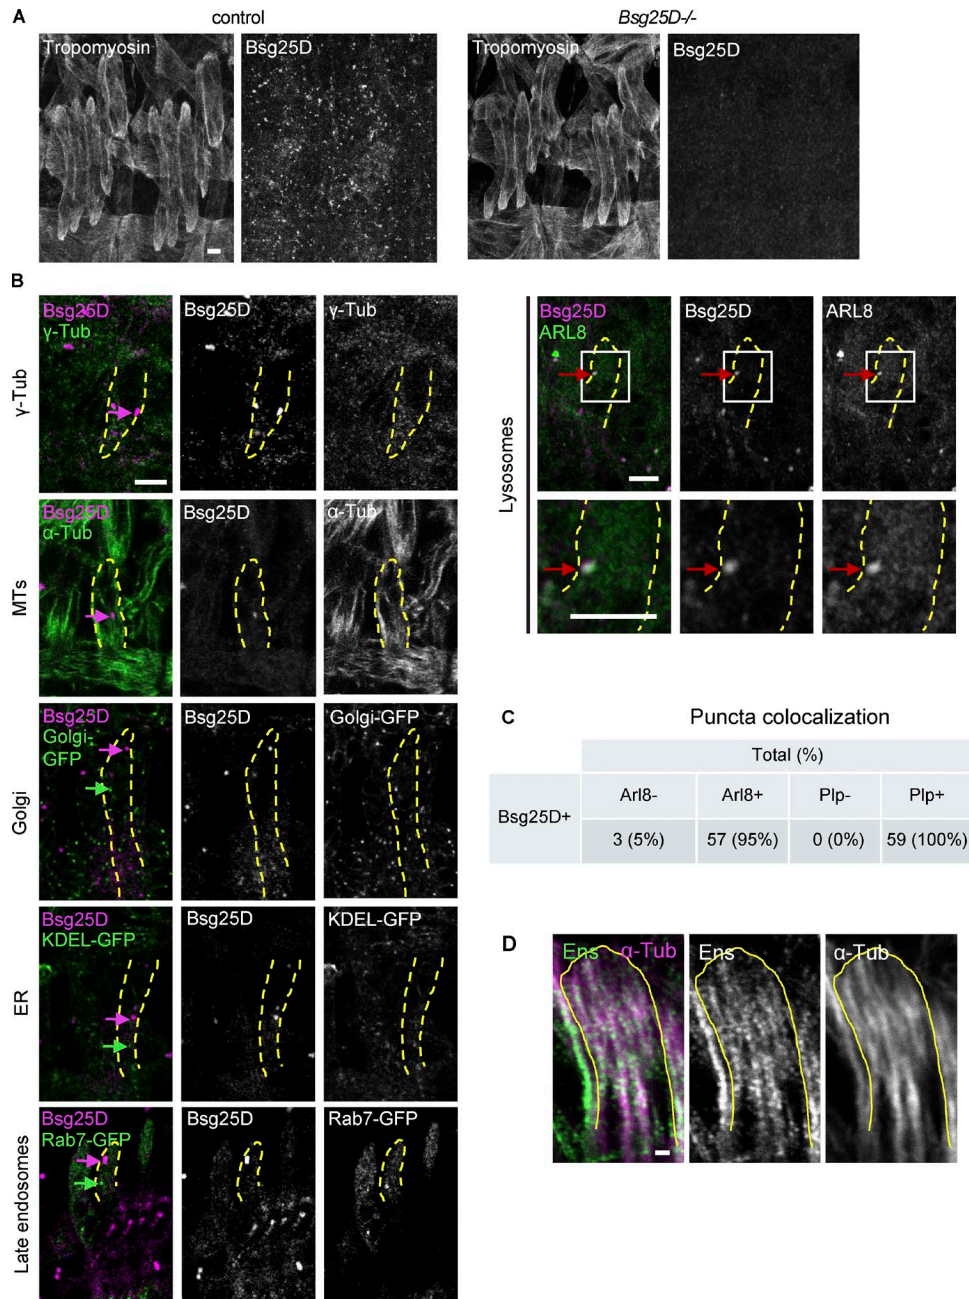 A
control
Bsg25D-/-
Tropomyosin
Bsg25D
Tropomyosin
Bsg25D
B
γ-Tub
Bsg25D
γ-Tub
Bsg25D
γ-Tub
MTs
Bsg25D
α-Tub
Bsg25D
α-Tub
Golgi
Bsg25D
Golgi-
GFP
Bsg25D
Golgi-GFP
ER
Bsg25D
KDEL-GFP
Bsg25D
KDEL-GFP
Late endosomes
Bsg25D
Rab7-GFP
Bsg25D
Rab7-GFP
Lysosomes
Bsg25D
ARL8
Bsg25D
ARL8
C
Puncta colocalization
Total (%)
Bsg25D+
Arl8- Arl8+ Plp- Plp+
3 (5%) 57 (95%) 0 (0%) 59 (100%)
D
Ens α-Tub
Ens
α-Tub